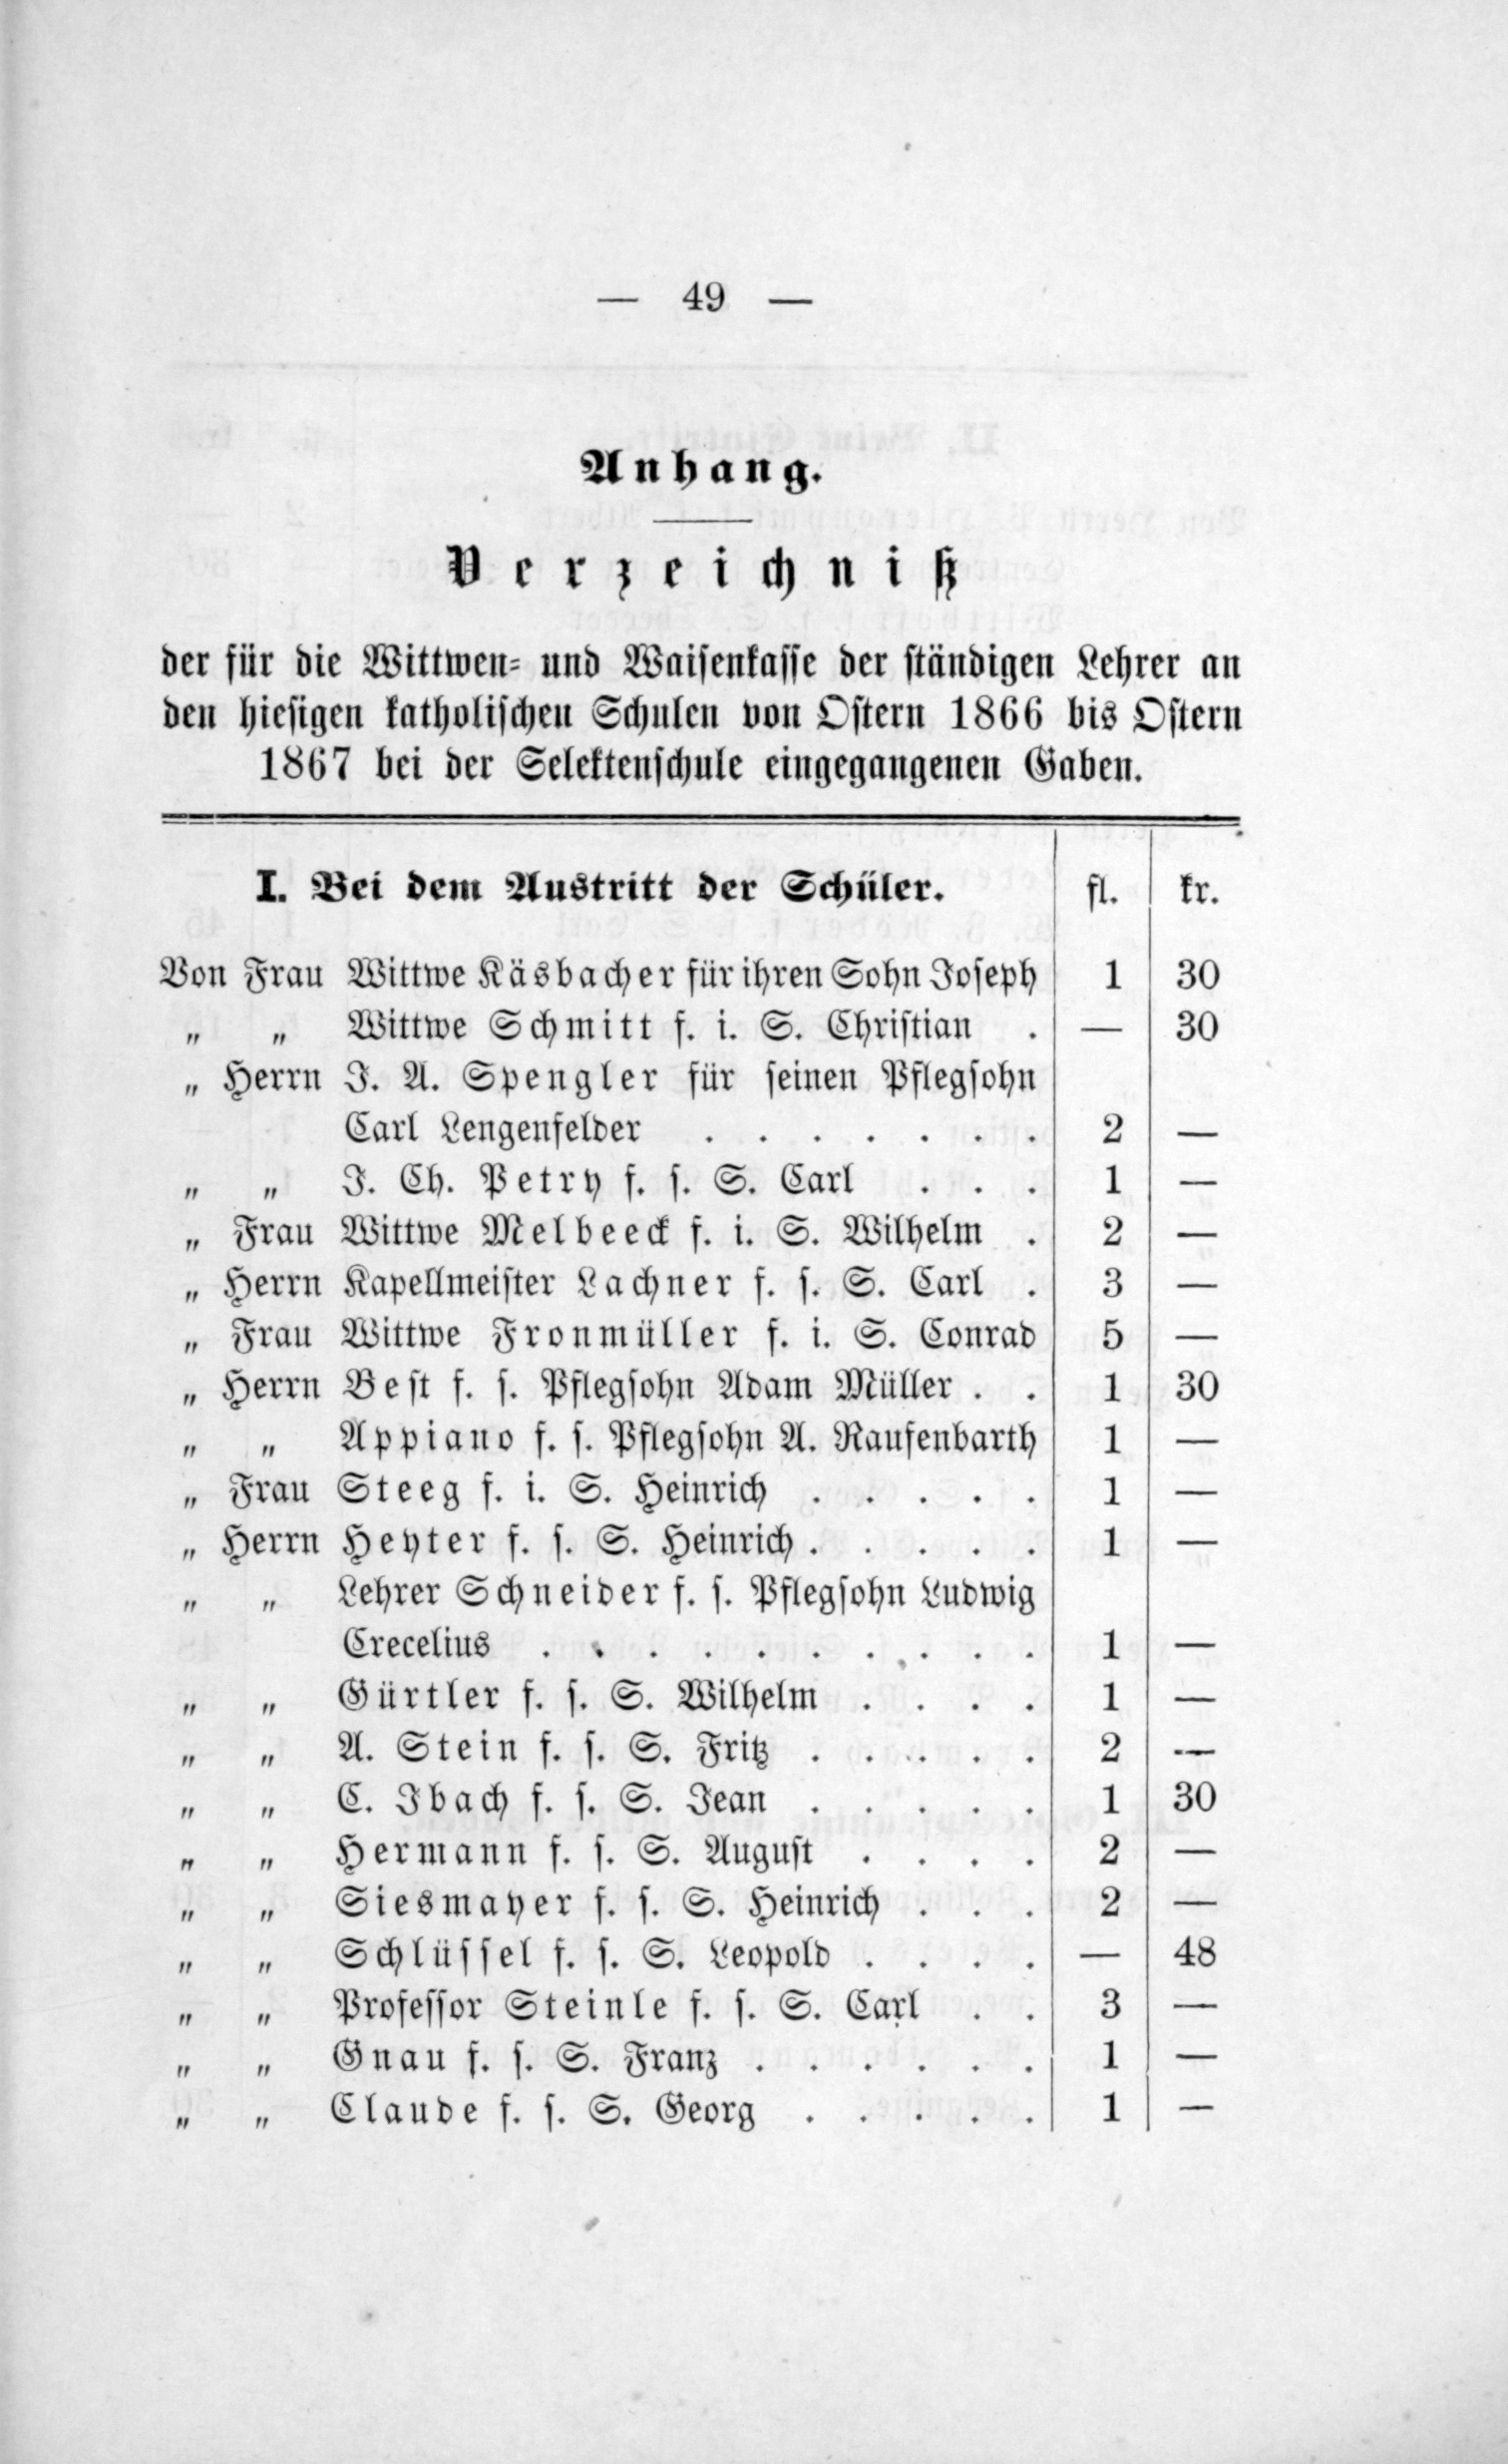 — 49 —
Anhang.
Verzeichniß
der für die Wittwen- und Waisenkasse der ständigen Lehrer an
den hiesigen katholischen Schulen von Ostern 1866 bis Ostern
1867 bei der Selektenschule eingegangenen Gaben.
I. Bei dem Austritt der Schüler. fl. kr.
Von Frau Wittwe Käsbacher für ihren Sohn Joseph 1 30
„ „ Wittwe Schmitt f. i. S. Christian . — 30
„ Herrn J. A. Spengler für seinen Pflegsohn
Carl Lengenfelder . . . . . . . 2 —
„ „ J. Ch. Petry f. s. S. Carl . . . 1 —
„ Frau Wittwe Melbeeck f. i. S. Wilhelm . 2 —
„ Herrn Kapellmeister Lachner f. s. S. Carl . 3 —
„ Frau Wittwe Fronmüller f. i. S. Conrad 5 —
„ Herrn Best f. s. Pflegsohn Adam Müller . . 1 30
„ „ Appiano f. s. Pflegsohn A. Raufenbarth 1 —
„ Frau Steeg f. i. S. Heinrich . . . . . 1 —
„ Herrn Heyter f. s. S. Heinrich . . . . . 1 —
„ „ Lehrer Schneider f. s. Pflegsohn Ludwig
Crecelius . . . . . . . . . . 1 —
„ „ Gürtler f. s. S. Wilhelm . . . . 1 —
„ „ A. Stein f. s. S. Fritz . . . . . 2 —
„ „ C. Ibach f. s. S. Jean . . . . . 1 30
„ „ Hermann f. s. S. August . . . . 2 —
„ „ Siesmayer f. s. S. Heinrich . . . 2 —
„ „ Schlüssel f. s. S. Leopold . . . . — 48
„ „ Professor Steinle f. s. S. Carl . . 3 —
„ „ Gnau f. s. S. Franz . . . . . . 1 —
„ „ Claude f. s. S. Georg . . . . . 1 —